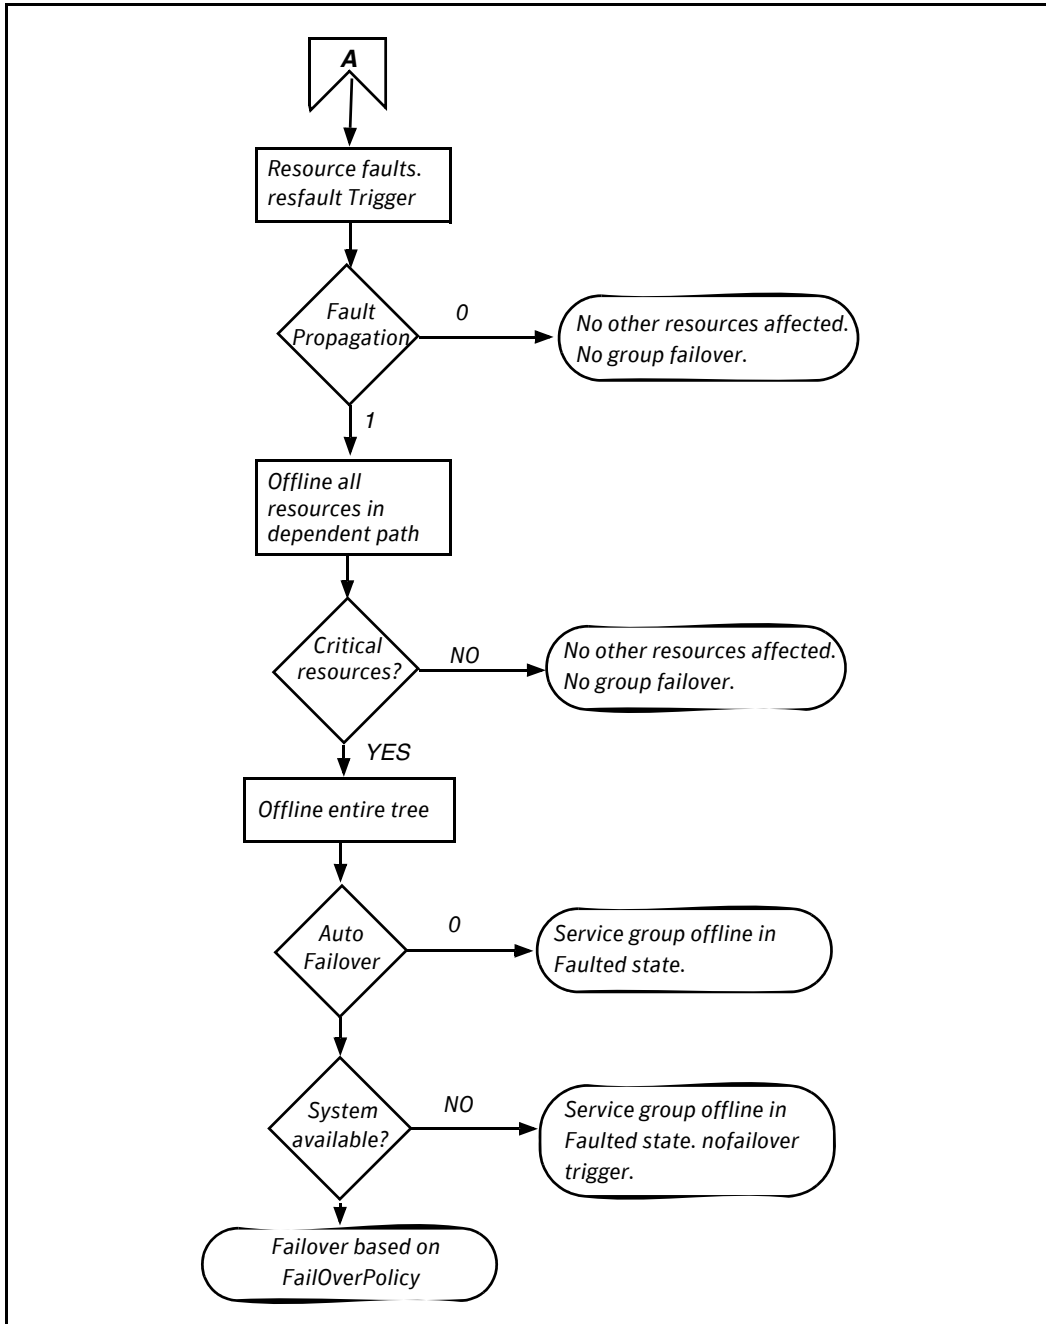 A
Resource faults.
resfault Trigger
Fault
Propagation
0
No other resources affected.
No group failover.
1
Offline all
resources in
dependent path
Critical
resources?
NO
No other resources affected.
No group failover.
YES
Offline entire tree
Auto
Failover
0
Service group offline in
Faulted state.
System
available?
NO
Service group offline in
Faulted state. nofailover
trigger.
Failover based on
FailOverPolicy